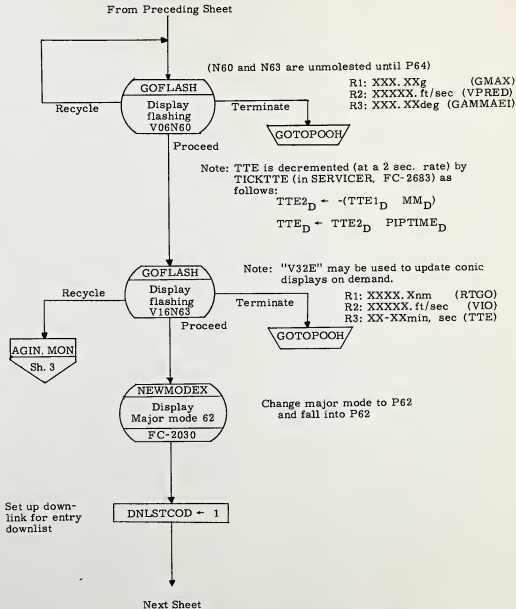 From Preceding Sheet
(N60 and N63 are unmolested until P64)
GOFLASH
Display
flashing
V06N60
Recycle
Terminate
R1: XXX. XXg (GMAX)
R2: XXXXX. ft/sec (VPRED)
R3: XXX. XXdeg (GAMMAEI)
GOTOPOOH
Proceed
Note: TTE is decremented (at a 2 sec. rate) by
TICKTTE (in SERVICER, FC-2683) as
follows:
TTE2D ← -(TTE1D MMD)
TTED ← TTE2D PIPTIMED
GOFLASH
Display
flashing
V16N63
Recycle
Terminate
Note: "V32E" may be used to update conic
displays on demand.
R1: XXXX. Xnm (RTGO)
R2: XXXXX. ft/sec (VIO)
R3: XX-XXmin, sec (TTE)
GOTOPOOH
Proceed
AGIN. MON
Sh. 3
NEWMODEX
Display
Major mode 62
FC-2030
Change major mode to P62
and fall into P62
Set up down-
link for entry
downlist
DNLSTCOD ← 1
Next Sheet